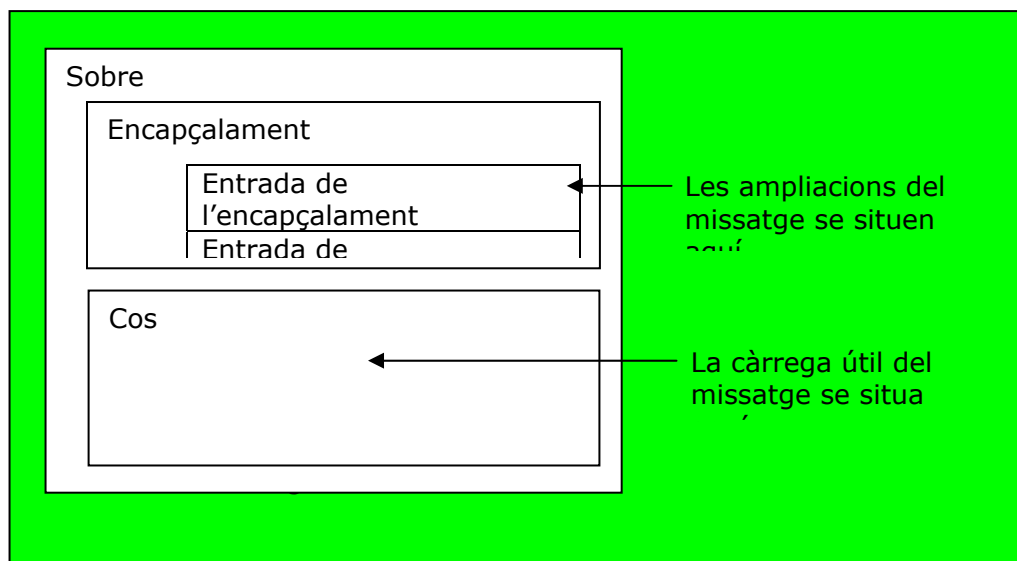 Sobre
Encapçalament
Entrada de
l’encapçalament
Entrada de
Les ampliacions del
missatge se situen
aquí
Cos
La càrrega útil del
missatge se situa